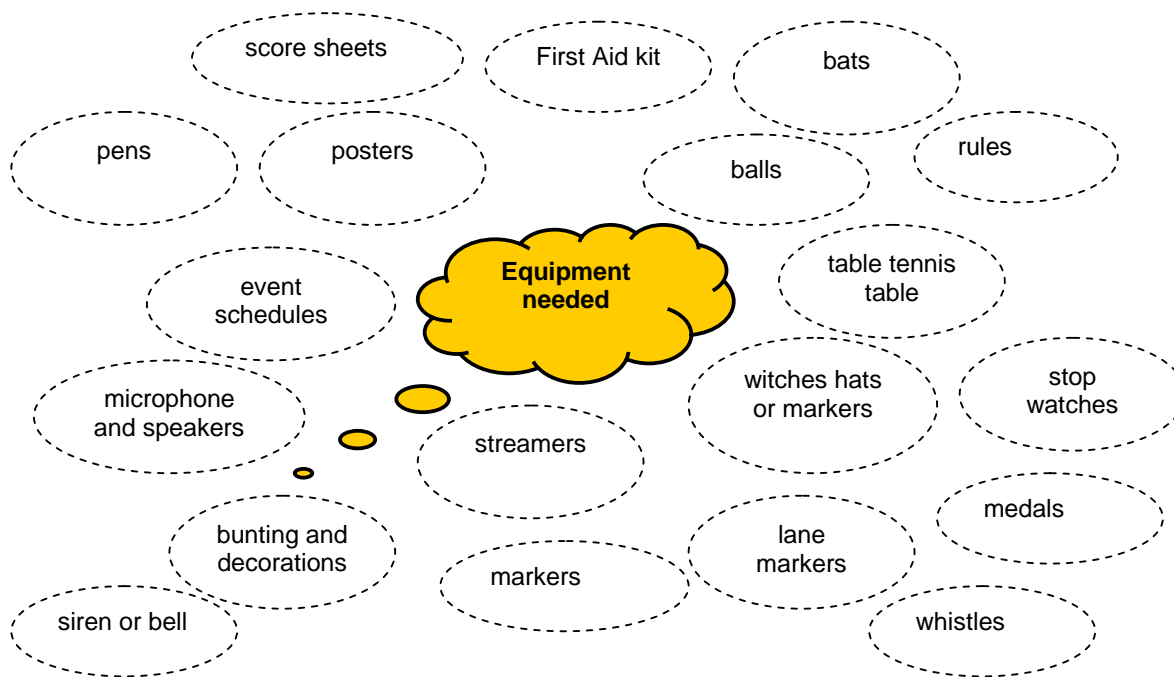 score sheets
First Aid kit
bats
pens
posters
balls
rules
Equipment
needed
event
schedules
table tennis
table
microphone
and speakers
streamers
witches hats
or markers
stop
watches
bunting and
decorations
markers
lane
markers
medals
siren or bell
whistles